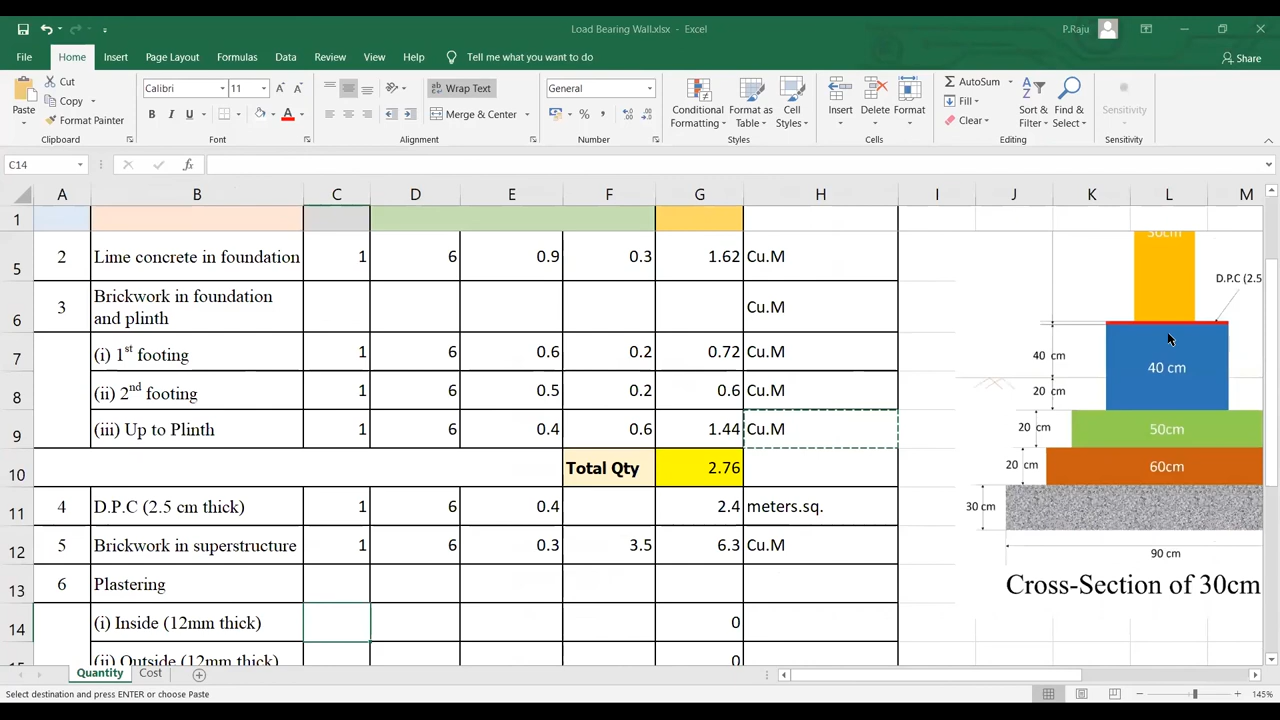 Load Bearing Wall.xlsx - Excel
P.Raju
File Home Insert Page Layout Formulas Data Review View Help Tell me what you want to do Share
Paste
Cut
Copy
Format Painter
Clipboard
Calibri 11
B I U
Font
Wrap Text
Merge & Center
Alignment
General
Number
Conditional Formatting
Format as Table
Cell Styles
Styles
Insert Delete Format
Cells
AutoSum
Fill
Clear
Sort & Filter
Find & Select
Editing
Sensitivity
Sensitivity
C14 fx
A B C D E F G H I J K L M
1
5 2 Lime concrete in foundation 1 6 0.9 0.3 1.62 Cu.M
6 3 Brickwork in foundation and plinth Cu.M
7 (i) 1st footing 1 6 0.6 0.2 0.72 Cu.M
8 (ii) 2nd footing 1 6 0.5 0.2 0.6 Cu.M
9 (iii) Up to Plinth 1 6 0.4 0.6 1.44 Cu.M
10 Total Qty 2.76
11 4 D.P.C (2.5 cm thick) 1 6 0.4 2.4 meters.sq.
12 5 Brickwork in superstructure 1 6 0.3 3.5 6.3 Cu.M
13 6 Plastering
14 (i) Inside (12mm thick) 0
15 (ii) Outside (12mm thick) 0
30cm
D.P.C (2.5
40 cm
40 cm
20 cm
20 cm
50cm
20 cm
60cm
30 cm
90 cm
Cross-Section of 30cm
Quantity Cost
Select destination and press ENTER or choose Paste
145%